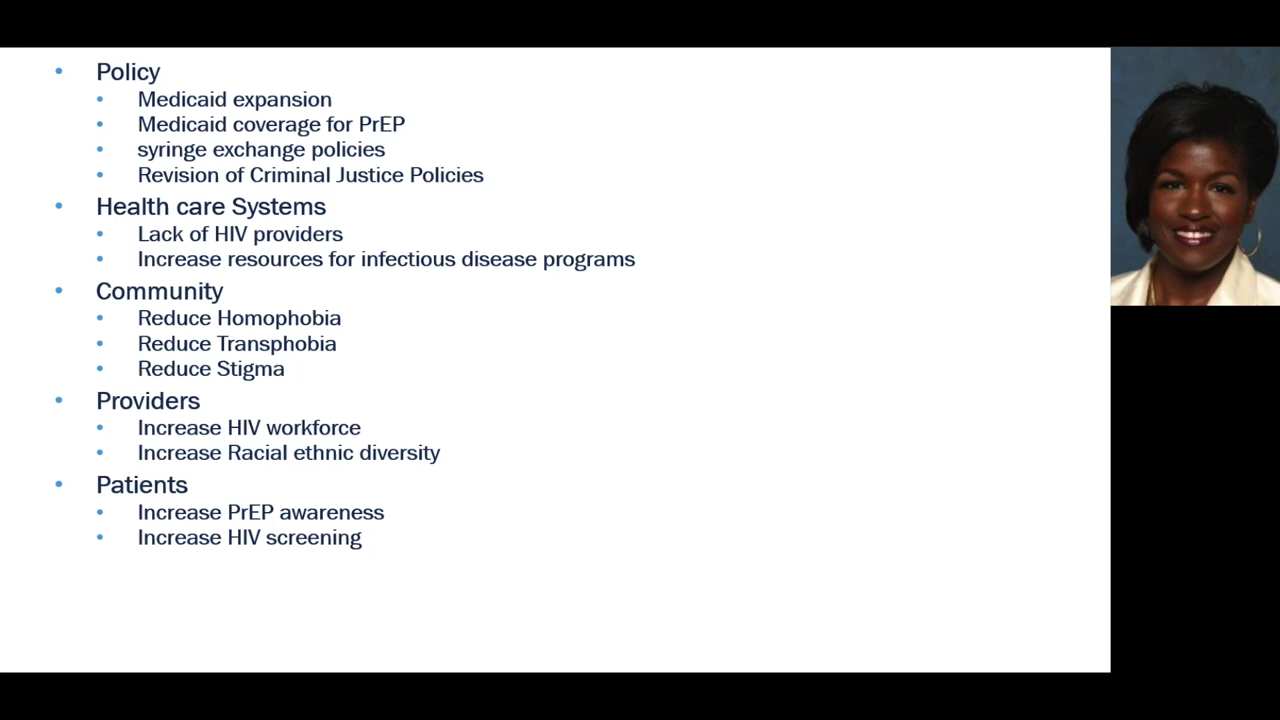 Policy
Medicaid expansion
Medicaid coverage for PrEP
syringe exchange policies
Revision of Criminal Justice Policies
Health care Systems
Lack of HIV providers
Increase resources for infectious disease programs
Community
Reduce Homophobia
Reduce Transphobia
Reduce Stigma
Providers
Increase HIV workforce
Increase Racial ethnic diversity
Patients
Increase PrEP awareness
Increase HIV screening